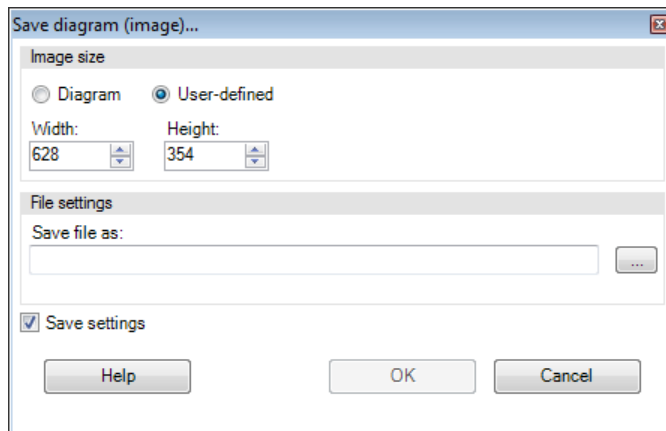 Save diagram (image)...
Image size
Diagram User-defined
Width: Height:
628 354
File settings
Save file as:
...
Save settings
Help OK Cancel